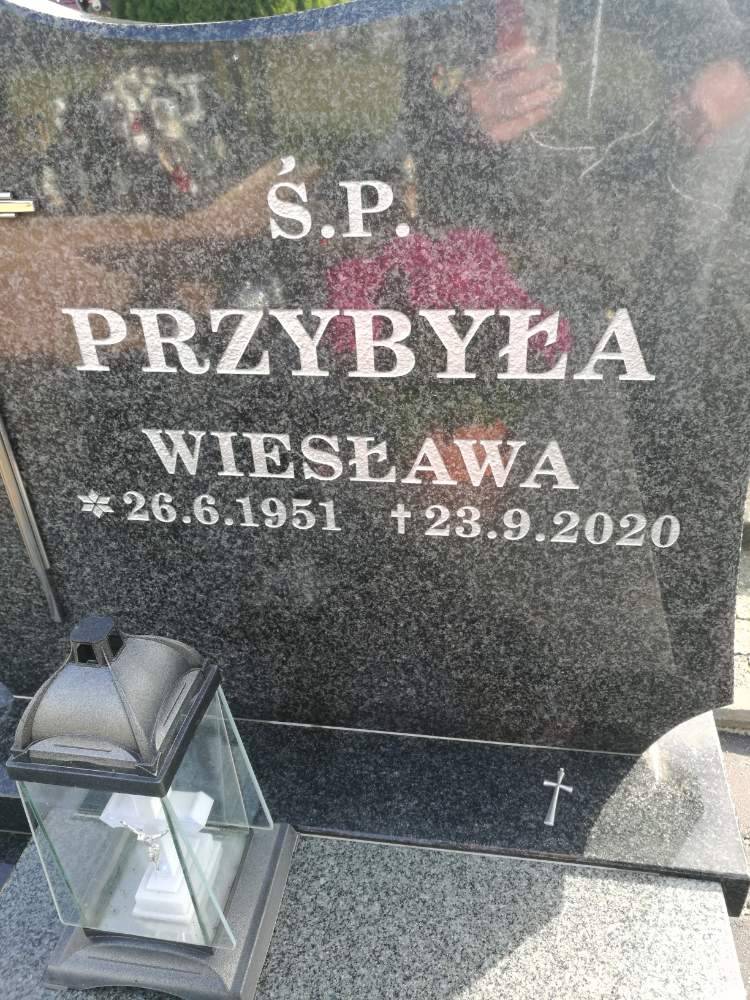 Ś.P.
PRZYBYŁA
WIESŁAWA
*26.6.1951 †23.9.2020